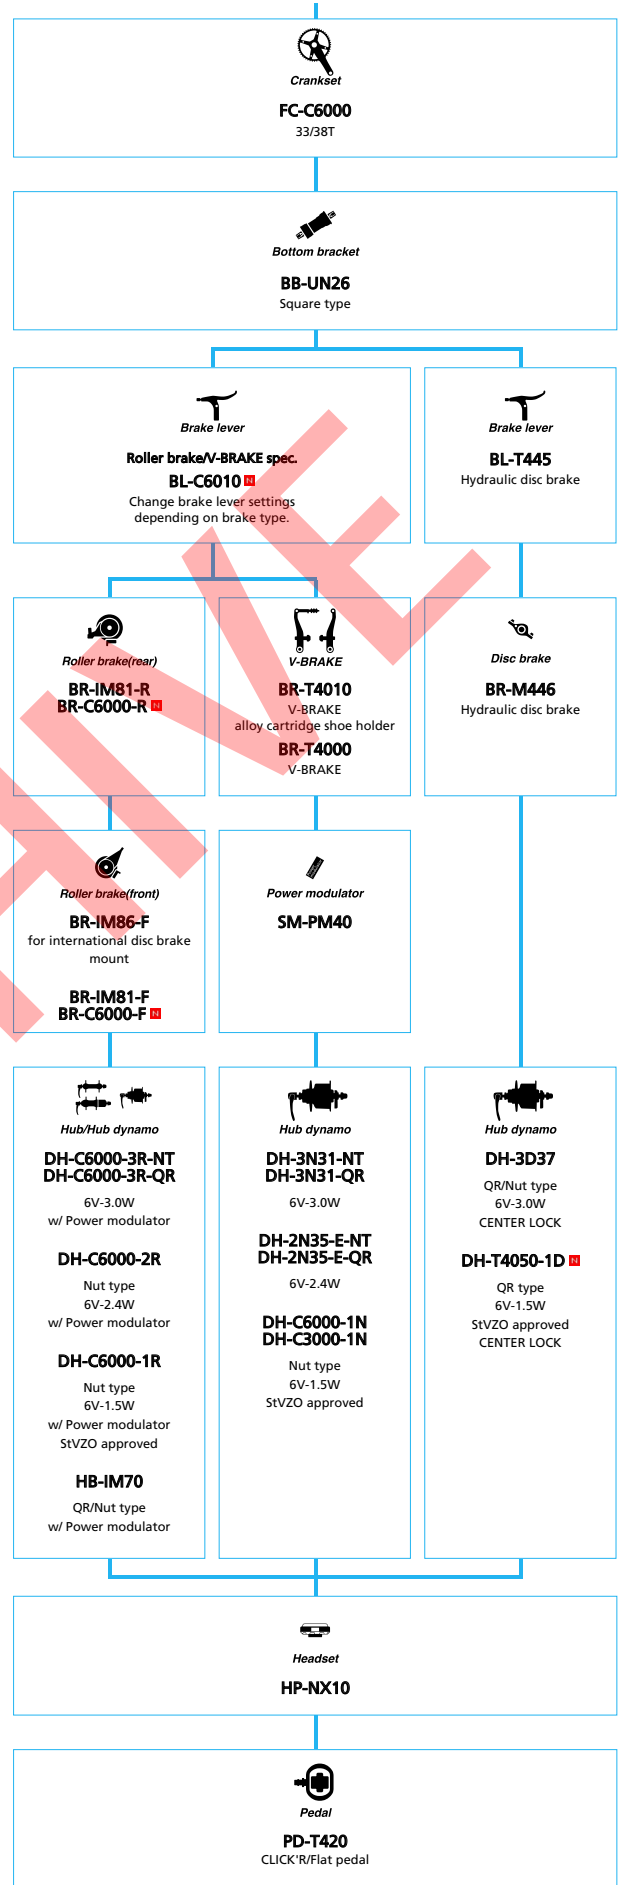 Crankset
FC-C6000
33/38T
Bottom bracket
BB-UN26
Square type
Brake lever
Roller brake/V-BRAKE spec.
BL-C6010 N
Change brake lever settings
depending on brake type.
Brake lever
BL-T445
Hydraulic disc brake
Roller brake(rear)
BR-IM81-R
BR-C6000-R N
V-BRAKE
BR-T4010
V-BRAKE
alloy cartridge shoe holder
BR-T4000
V-BRAKE
Disc brake
BR-M446
Hydraulic disc brake
Roller brake(front)
BR-IM86-F
for international disc brake
mount
BR-IM81-F
BR-C6000-F N
Power modulator
SM-PM40
Hub/Hub dynamo
DH-C6000-3R-NT
DH-C6000-3R-QR
6V-3.0W
w/ Power modulator
DH-C6000-2R
Nut type
6V-2.4W
w/ Power modulator
DH-C6000-1R
Nut type
6V-1.5W
w/ Power modulator
StVZO approved
HB-IM70
QR/Nut type
w/ Power modulator
Hub dynamo
DH-3N31-NT
DH-3N31-QR
6V-3.0W
DH-2N35-E-NT
DH-2N35-E-QR
6V-2.4W
DH-C6000-1N
DH-C3000-1N
Nut type
6V-1.5W
StVZO approved
Hub dynamo
DH-3D37
QR/Nut type
6V-3.0W
CENTER LOCK
DH-T4050-1D N
QR type
6V-1.5W
StVZO approved
CENTER LOCK
Headset
HP-NX10
Pedal
PD-T420
CLICK'R/Flat pedal
HIVE